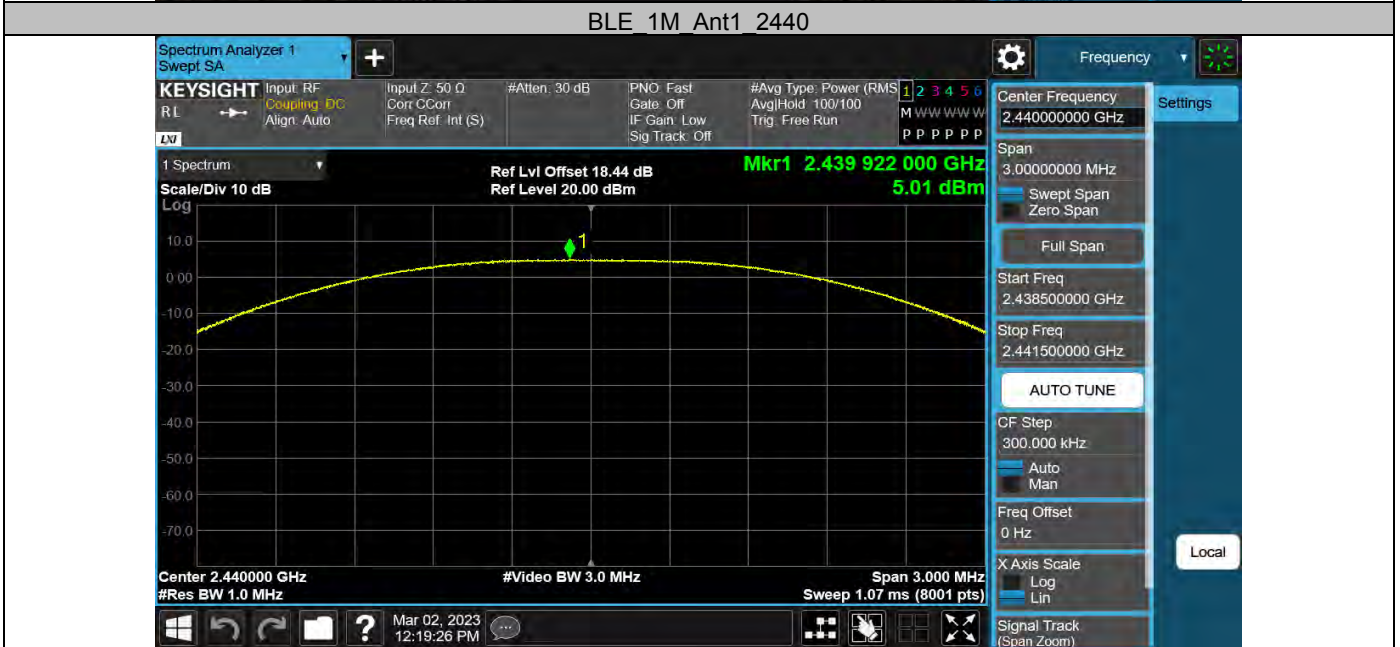 BLE_1M_Ant1_2440
Spectrum Analyzer 1
Swept SA
+
Frequency
KEYSIGHT
RL
LXI
Input: RF
Coupling: DC
Align: Auto
Input Z: 50 Ω
Corr CCorr
Freq Ref: Int (S)
#Atten: 30 dB
PNO: Fast
Gate: Off
IF Gain: Low
Sig Track: Off
#Avg Type: Power (RMS
Avg|Hold: 100/100
Trig: Free Run
1 2 3 4 5 6
M W W W W W
P P P P P P
1 Spectrum
Scale/Div 10 dB
Ref Lvl Offset 18.44 dB
Ref Level 20.00 dBm
Mkr1 2.439 922 000 GHz
5.01 dBm
Log
10.0
0.00
-10.0
-20.0
-30.0
-40.0
-50.0
-60.0
-70.0
1
Center 2.440000 GHz
#Res BW 1.0 MHz
#Video BW 3.0 MHz
Span 3.000 MHz
Sweep 1.07 ms (8001 pts)
Center Frequency
2.440000000 GHz
Settings
Span
3.00000000 MHz
Swept Span
Zero Span
Full Span
Start Freq
2.438500000 GHz
Stop Freq
2.441500000 GHz
AUTO TUNE
CF Step
300.000 kHz
Auto
Man
Freq Offset
0 Hz
X Axis Scale
Log
Lin
Local
Signal Track
(Span Zoom)
?
Mar 02, 2023
12:19:26 PM